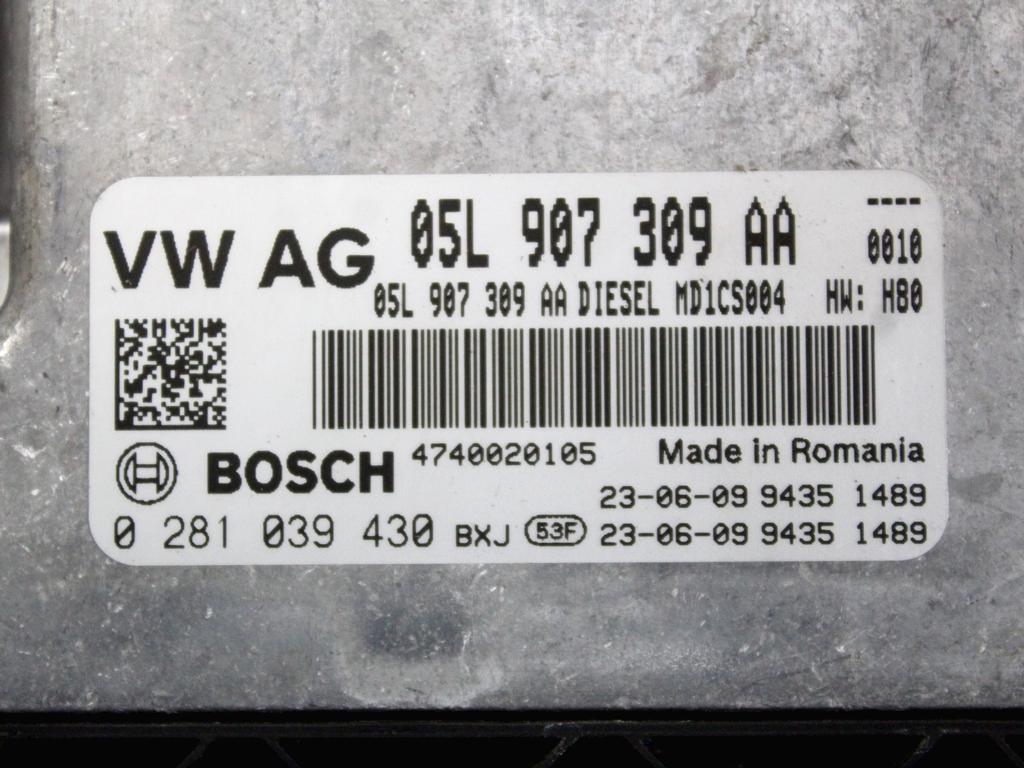 VW AG 05L 907 309 AA ----
0010
05L 907 309 AA DIESEL MD1CS004 HW: H80
BOSCH 4740020105 Made in Romania
23-06-09 9435 1489
0 281 039 430 BXJ 53F 23-06-09 9435 1489